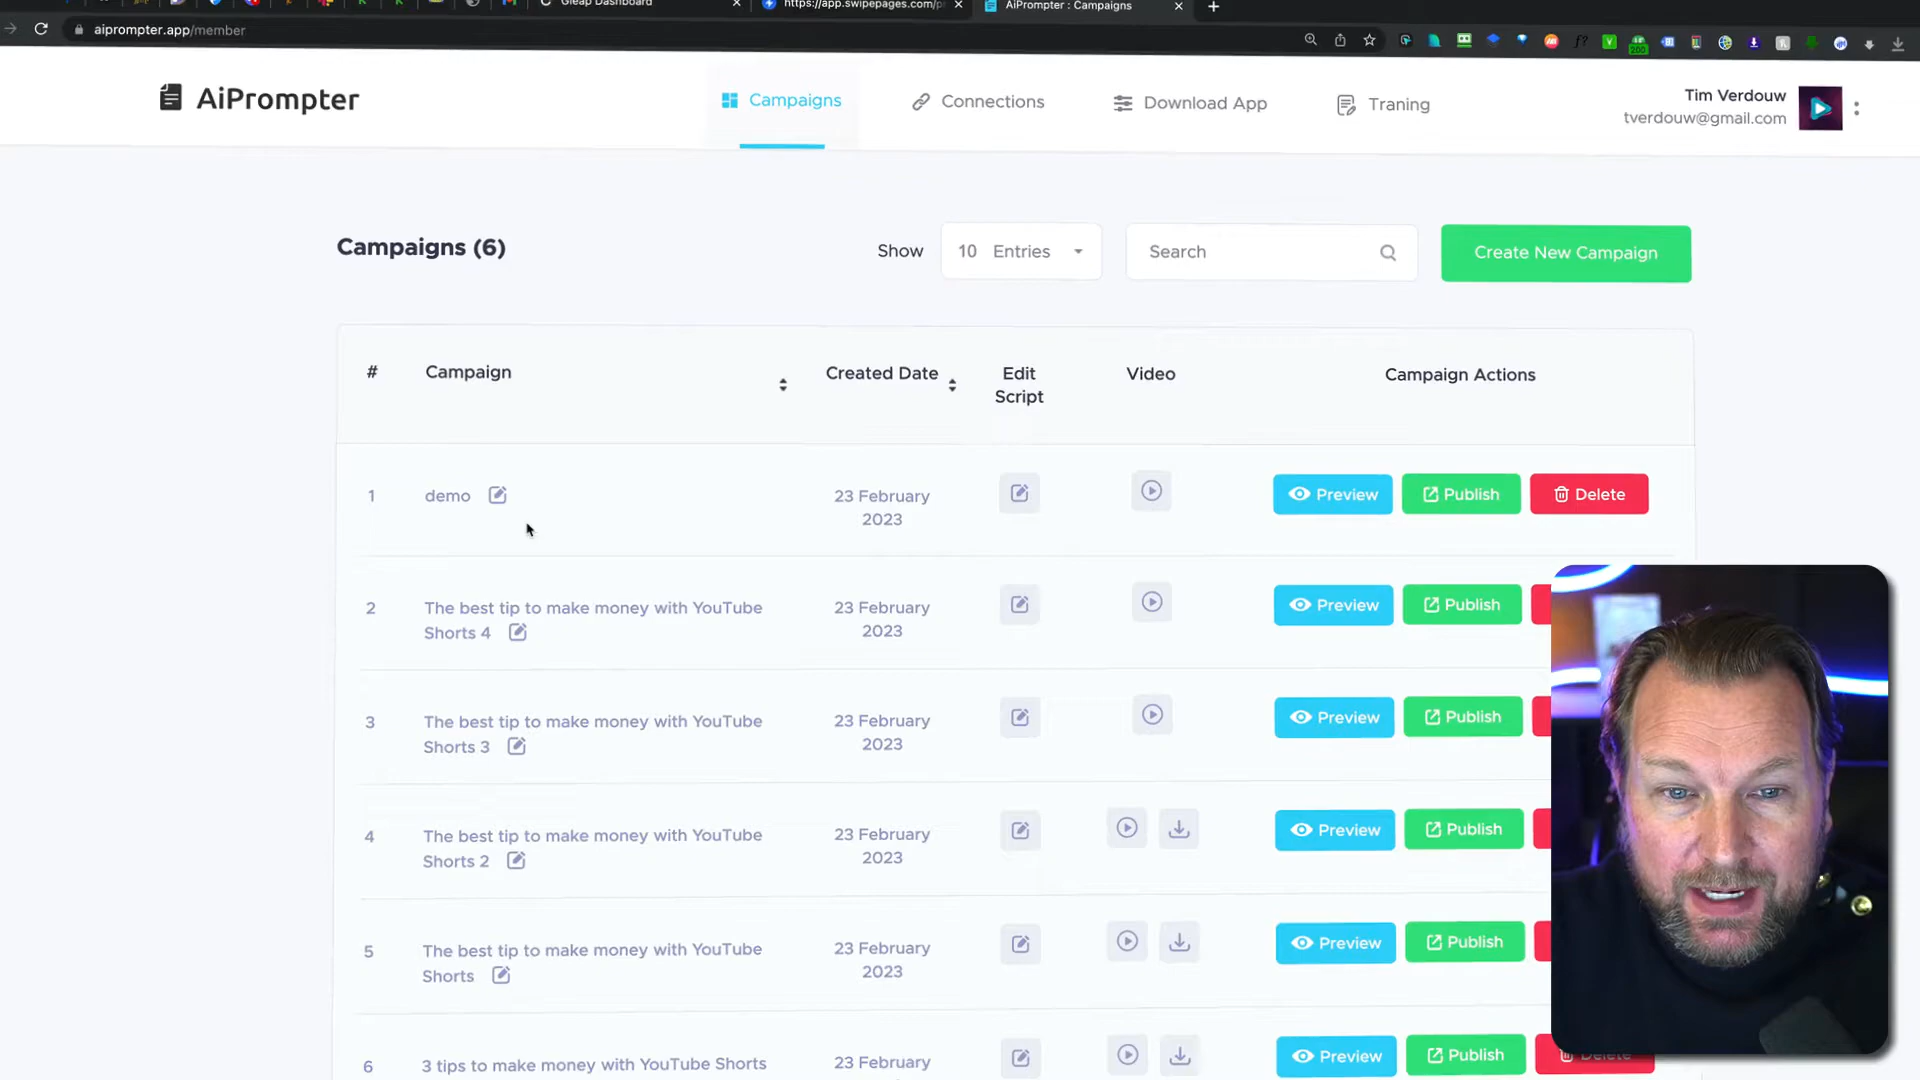 Gleap Dashboard
https://app.swipepages.com/pr
AiPrompter : Campaigns
aiprompter.app/member
200
AiPrompter
Campaigns
Connections
Download App
Traning
Tim Verdouw
tverdouw@gmail.com
Campaigns (6)
Show
10 Entries
Search
Create New Campaign
#
Campaign
Created Date
Edit
Script
Video
Campaign Actions
1
demo
23 February
2023
Preview
Publish
Delete
2
The best tip to make money with YouTube
Shorts 4
23 February
2023
Preview
Publish
3
The best tip to make money with YouTube
Shorts 3
23 February
2023
Preview
Publish
4
The best tip to make money with YouTube
Shorts 2
23 February
2023
Preview
Publish
5
The best tip to make money with YouTube
Shorts
23 February
2023
Preview
Publish
6
3 tips to make money with YouTube Shorts
23 February
Preview
Publish
Delete